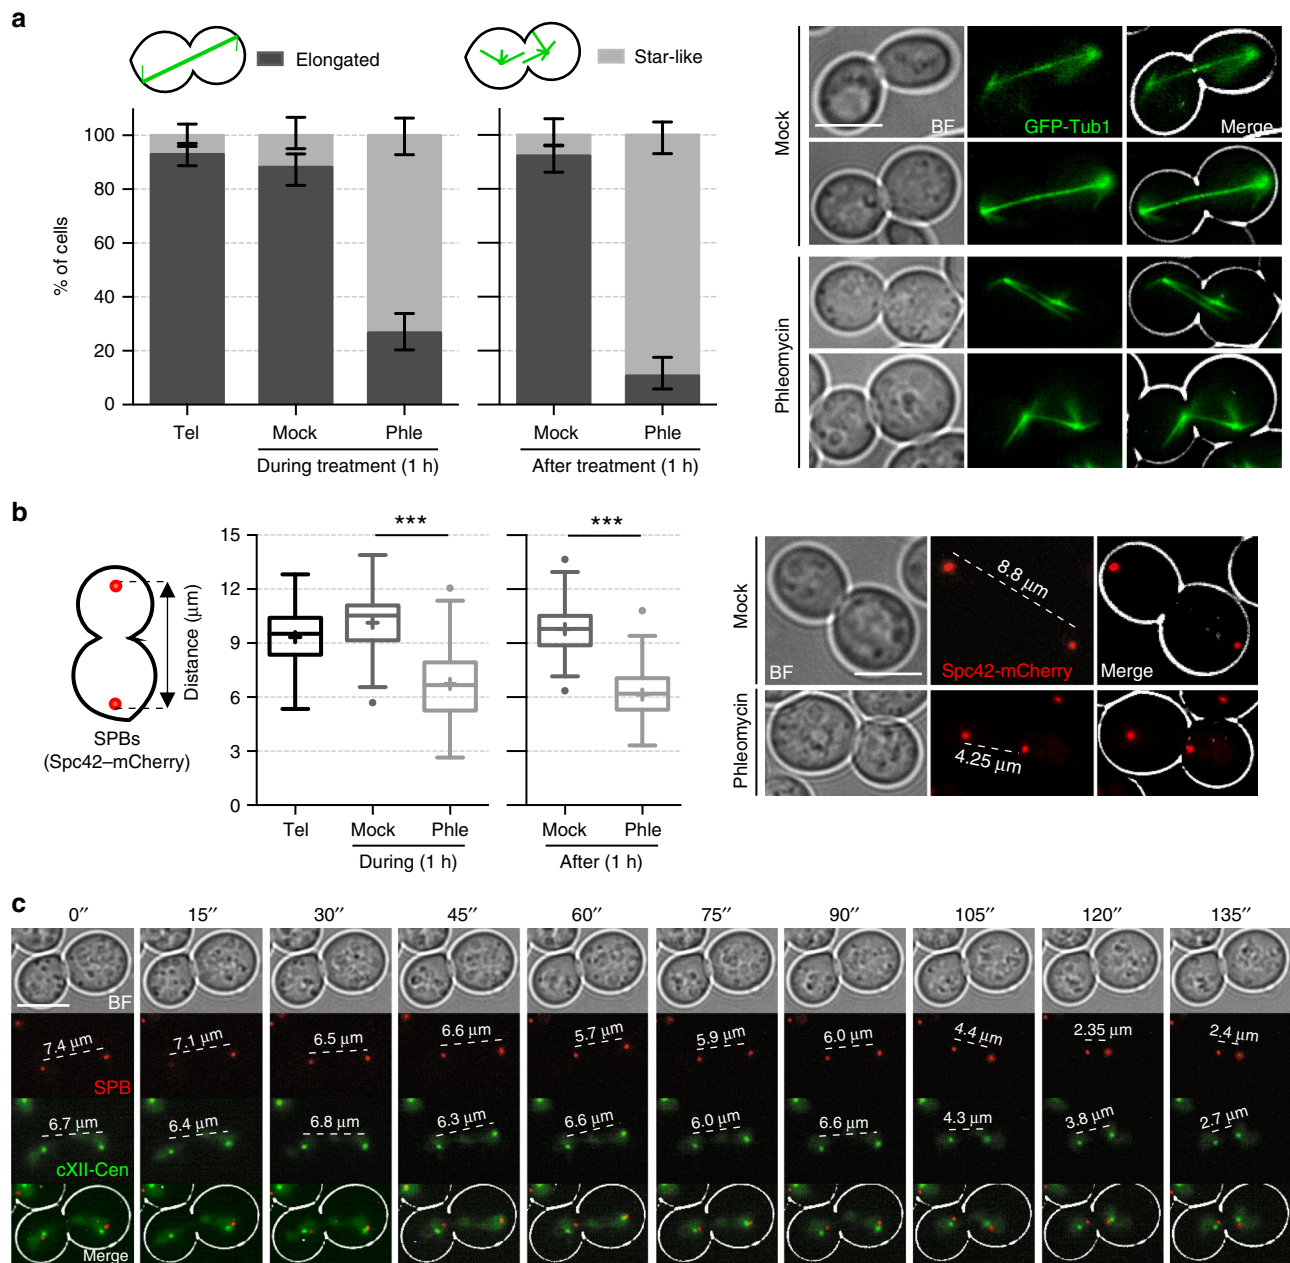 a
Elongated
Star-like
% of cells
100
80
60
40
20
0
Tel
Mock
Phle
During treatment (1 h)
Mock
Phle
After treatment (1 h)
Mock
BF
GFP-Tub1
Merge
Phleomycin
b
Distance (μm)
SPBs
(Spc42–mCherry)
15
12
9
6
3
0
***
***
Tel
Mock
Phle
During (1 h)
Mock
Phle
After (1 h)
Mock
BF
8.8 μm
Spc42-mCherry
Merge
Phleomycin
4.25 μm
c
0″ 15″ 30″ 45″ 60″ 75″ 90″ 105″ 120″ 135″
BF
7.4 μm 7.1 μm 6.5 μm 6.6 μm 5.7 μm 5.9 μm 6.0 μm 4.4 μm 2.35 μm 2.4 μm
SPB
6.7 μm 6.4 μm 6.8 μm 6.3 μm 6.6 μm 6.0 μm 6.6 μm 4.3 μm 3.8 μm 2.7 μm
cXII-Cen
Merge